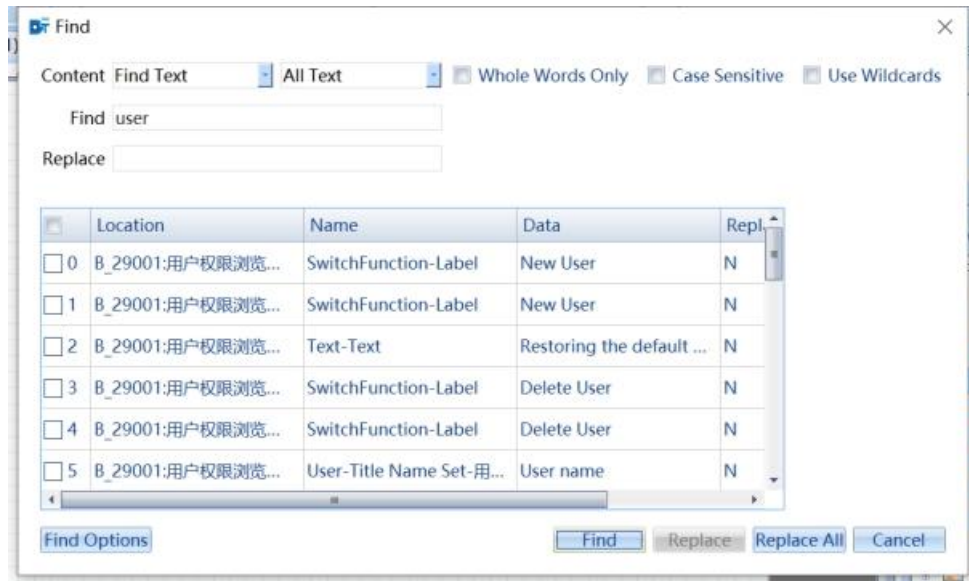 DT Find
Content Find Text All Text Whole Words Only Case Sensitive Use Wildcards
Find user
Replace
Location Name Data Repl
0 B_29001:用户权限浏览... SwitchFunction-Label New User N
1 B_29001:用户权限浏览... SwitchFunction-Label New User N
2 B_29001:用户权限浏览... Text-Text Restoring the default ... N
3 B_29001:用户权限浏览... SwitchFunction-Label Delete User N
4 B_29001:用户权限浏览... SwitchFunction-Label Delete User N
5 B_29001:用户权限浏览... User-Title Name Set-用... User name N
Find Options Find Replace Replace All Cancel